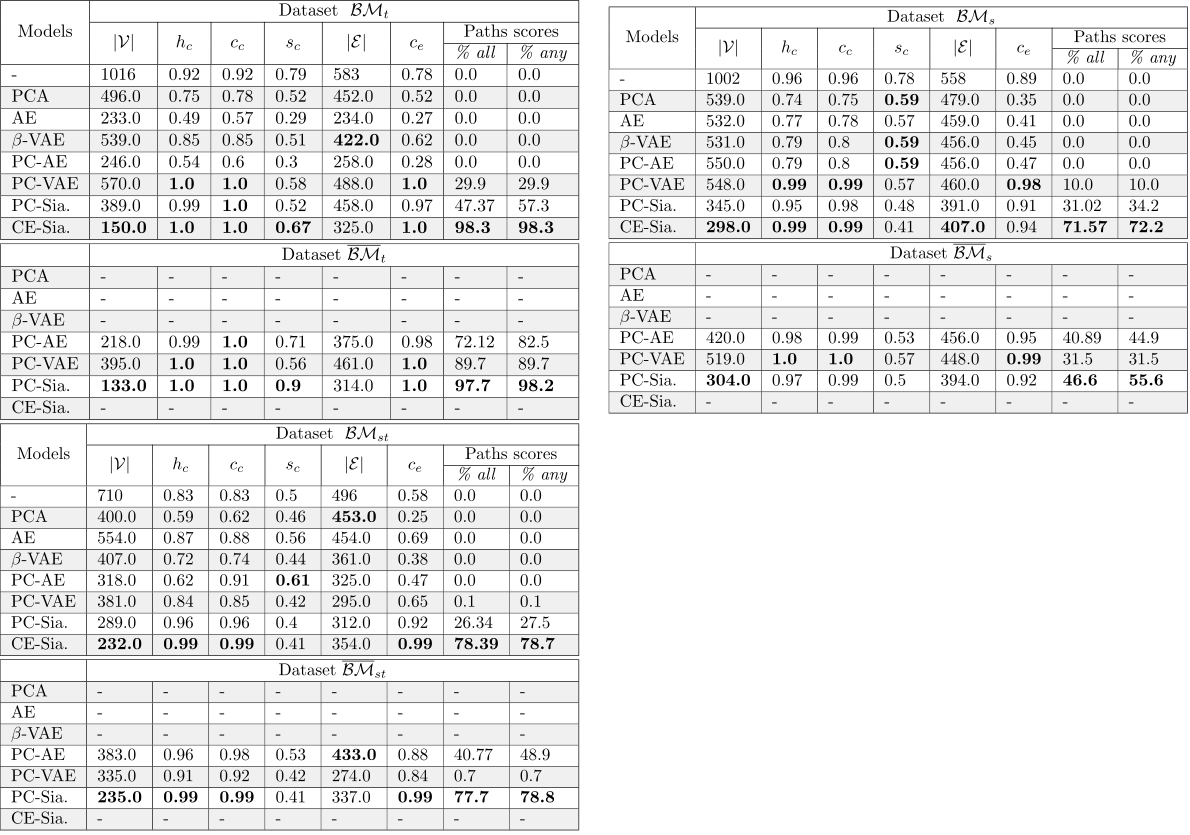 Models Dataset 𝓑𝓜ₜ
|𝒱| h_c c_c s_c |ℰ| c_e Paths scores
% all % any
- 1016 0.92 0.92 0.79 583 0.78 0.0 0.0
PCA 496.0 0.75 0.78 0.52 452.0 0.52 0.0 0.0
AE 233.0 0.49 0.57 0.29 234.0 0.27 0.0 0.0
β-VAE 539.0 0.85 0.85 0.51 422.0 0.62 0.0 0.0
PC-AE 246.0 0.54 0.6 0.3 258.0 0.28 0.0 0.0
PC-VAE 570.0 1.0 1.0 0.58 488.0 1.0 29.9 29.9
PC-Sia. 389.0 0.99 1.0 0.52 458.0 0.97 47.37 57.3
CE-Sia. 150.0 1.0 1.0 0.67 325.0 1.0 98.3 98.3
Dataset 𝓑𝓜̅ₜ
PCA - - - - - - - -
AE - - - - - - - -
β-VAE - - - - - - - -
PC-AE 218.0 0.99 1.0 0.71 375.0 0.98 72.12 82.5
PC-VAE 395.0 1.0 1.0 0.56 461.0 1.0 89.7 89.7
PC-Sia. 133.0 1.0 1.0 0.9 314.0 1.0 97.7 98.2
CE-Sia. - - - - - - - -
Models Dataset 𝓑𝓜ₛₜ
|𝒱| h_c c_c s_c |ℰ| c_e Paths scores
% all % any
- 710 0.83 0.83 0.5 496 0.58 0.0 0.0
PCA 400.0 0.59 0.62 0.46 453.0 0.25 0.0 0.0
AE 554.0 0.87 0.88 0.56 454.0 0.69 0.0 0.0
β-VAE 407.0 0.72 0.74 0.44 361.0 0.38 0.0 0.0
PC-AE 318.0 0.62 0.91 0.61 325.0 0.47 0.0 0.0
PC-VAE 381.0 0.84 0.85 0.42 295.0 0.65 0.1 0.1
PC-Sia. 289.0 0.96 0.96 0.4 312.0 0.92 26.34 27.5
CE-Sia. 232.0 0.99 0.99 0.41 354.0 0.99 78.39 78.7
Dataset 𝓑𝓜̅ₛₜ
PCA - - - - - - - -
AE - - - - - - - -
β-VAE - - - - - - - -
PC-AE 383.0 0.96 0.98 0.53 433.0 0.88 40.77 48.9
PC-VAE 335.0 0.91 0.92 0.42 274.0 0.84 0.7 0.7
PC-Sia. 235.0 0.99 0.99 0.41 337.0 0.99 77.7 78.8
CE-Sia. - - - - - - - -
Models Dataset 𝓑𝓜ₛ
|𝒱| h_c c_c s_c |ℰ| c_e Paths scores
% all % any
- 1002 0.96 0.96 0.78 558 0.89 0.0 0.0
PCA 539.0 0.74 0.75 0.59 479.0 0.35 0.0 0.0
AE 532.0 0.77 0.78 0.57 459.0 0.41 0.0 0.0
β-VAE 531.0 0.79 0.8 0.59 456.0 0.45 0.0 0.0
PC-AE 550.0 0.79 0.8 0.59 456.0 0.47 0.0 0.0
PC-VAE 548.0 0.99 0.99 0.57 460.0 0.98 10.0 10.0
PC-Sia. 345.0 0.95 0.98 0.48 391.0 0.91 31.02 34.2
CE-Sia. 298.0 0.99 0.99 0.41 407.0 0.94 71.57 72.2
Dataset 𝓑𝓜̅ₛ
PCA - - - - - - - -
AE - - - - - - - -
β-VAE - - - - - - - -
PC-AE 420.0 0.98 0.99 0.53 456.0 0.95 40.89 44.9
PC-VAE 519.0 1.0 1.0 0.57 448.0 0.99 31.5 31.5
PC-Sia. 304.0 0.97 0.99 0.5 394.0 0.92 46.6 55.6
CE-Sia. - - - - - - - -